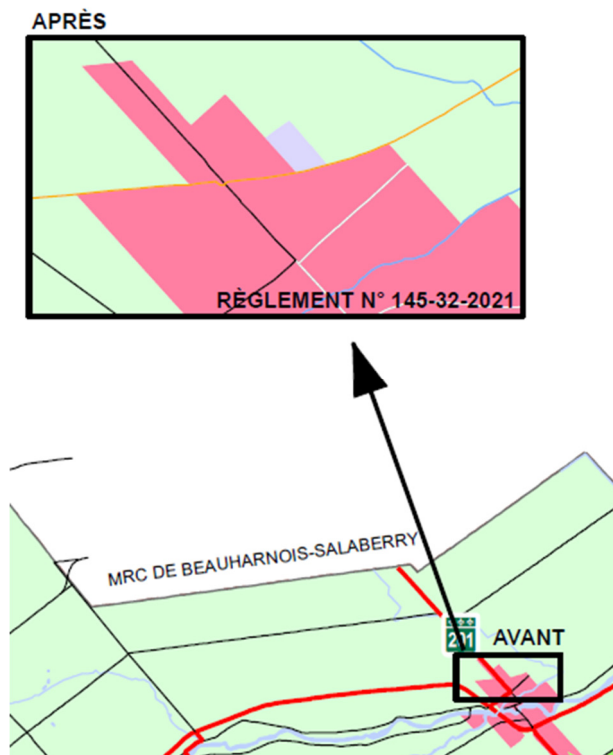 APRÈS
RÈGLEMENT N° 145-32-2021
MRC DE BEAUHARNOIS-SALABERRY
201
AVANT